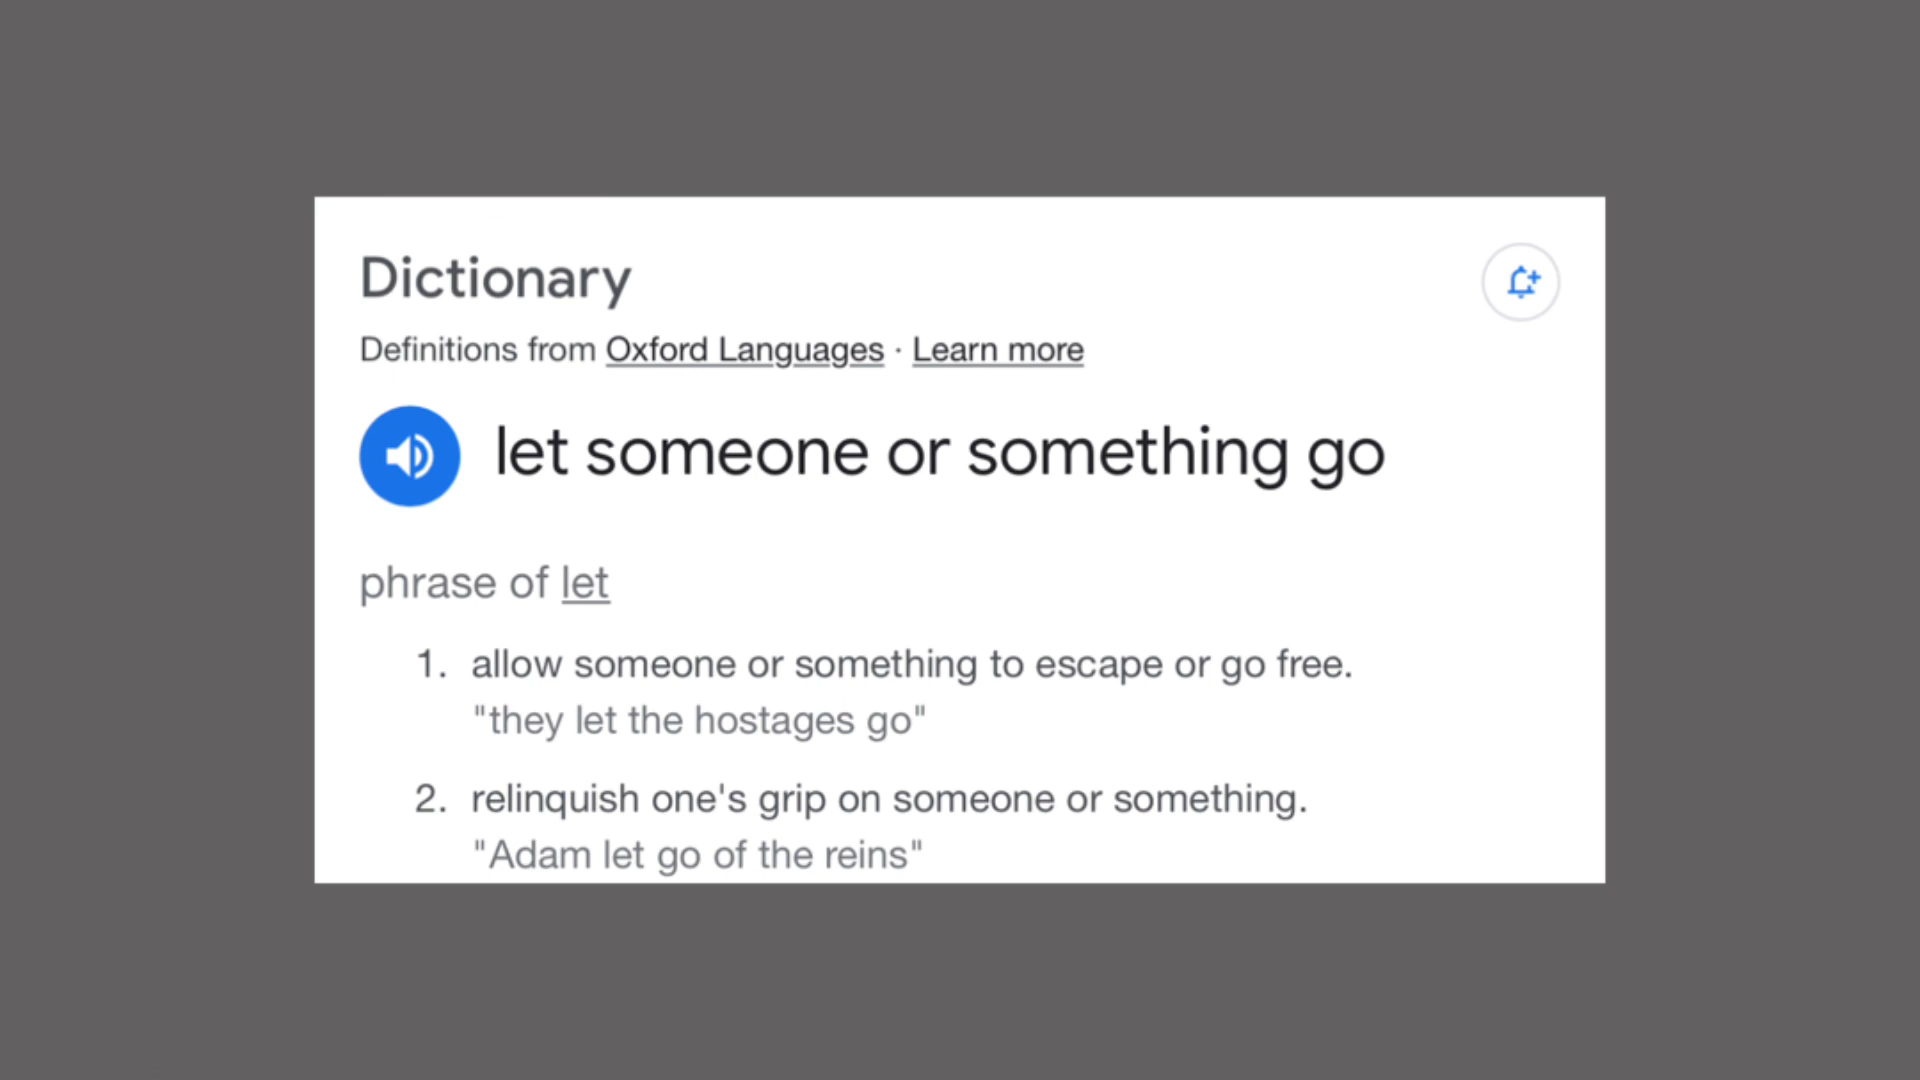 Dictionary
Definitions from Oxford Languages · Learn more
let someone or something go
phrase of let
1. allow someone or something to escape or go free.
"they let the hostages go"
2. relinquish one's grip on someone or something.
"Adam let go of the reins"